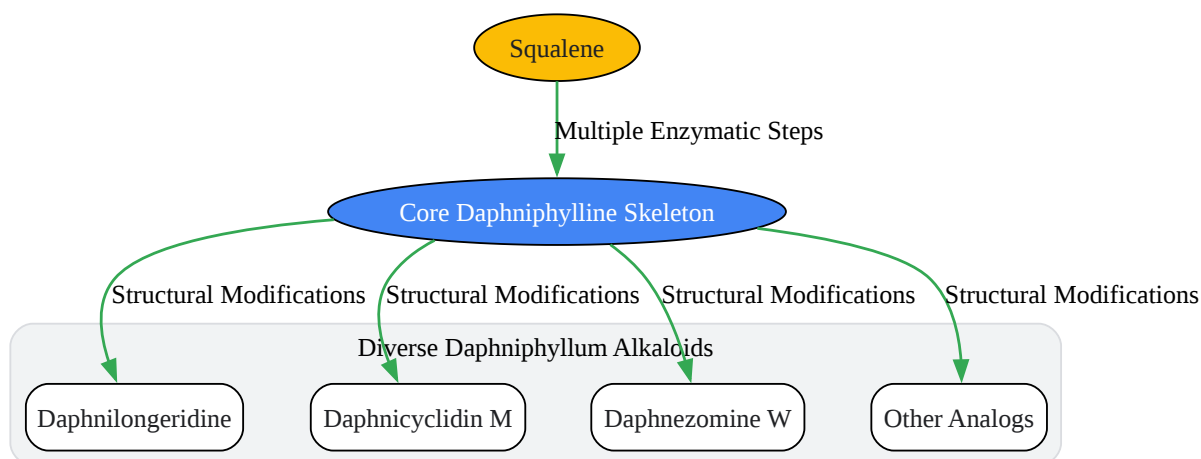 Squalene
Multiple Enzymatic Steps
Core Daphniphylline Skeleton
Structural Modifications
Structural Modifications
Structural Modifications
Structural Modifications
Diverse Daphniphyllum Alkaloids
Daphnilongeridine
Daphnicyclidin M
Daphnezomine W
Other Analogs